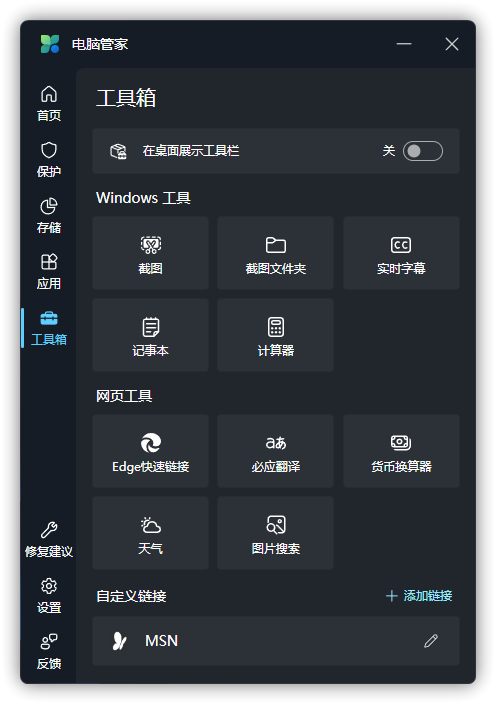 电脑管家
首页
保护
存储
应用
工具箱
修复建议
设置
反馈
工具箱
在桌面展示工具栏 关
Windows 工具
截图 截图文件夹 实时字幕
记事本 计算器
网页工具
Edge快速链接 必应翻译 货币换算器
天气 图片搜索
自定义链接 添加链接
MSN